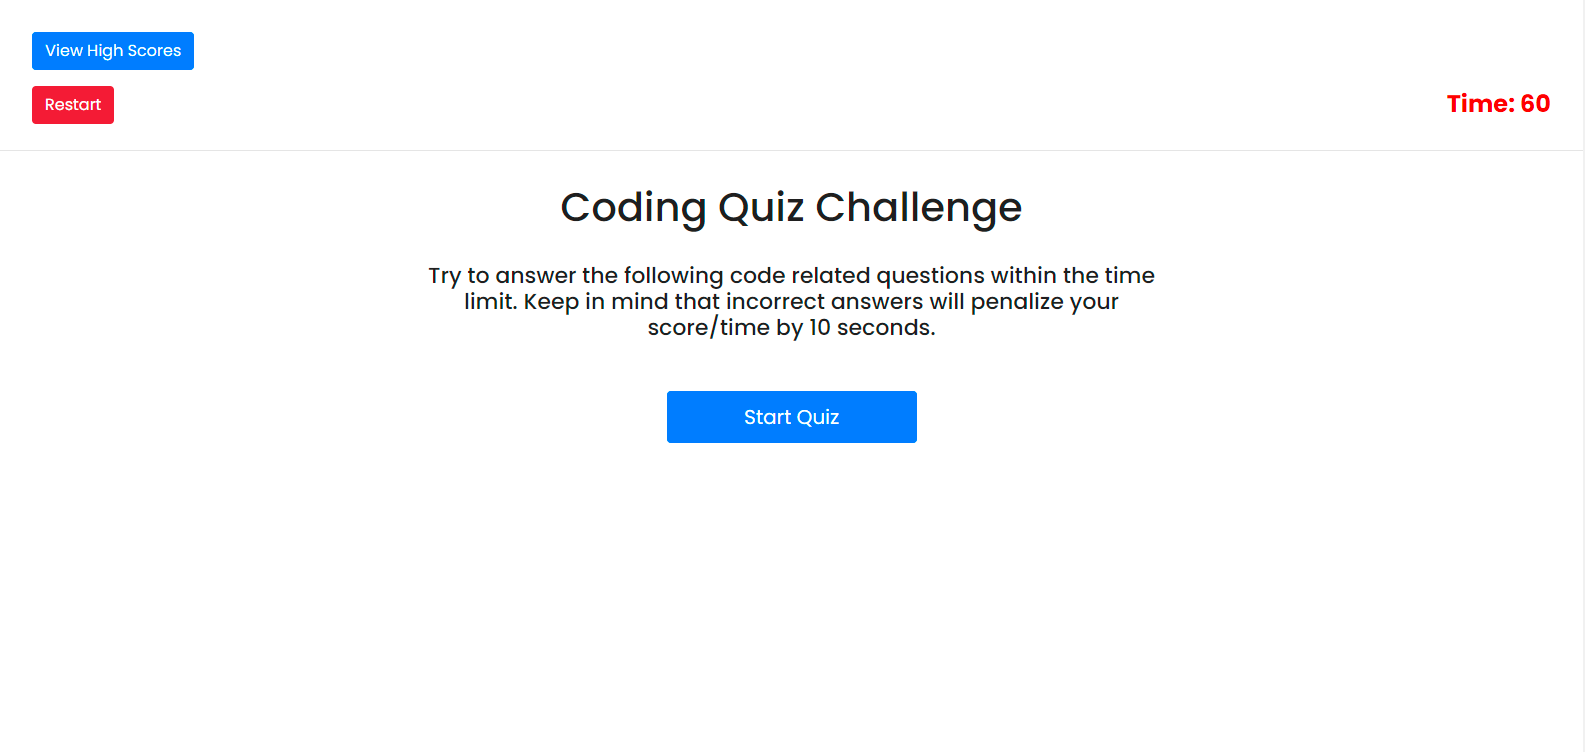 View High Scores
Restart
Time: 60
Coding Quiz Challenge
Try to answer the following code related questions within the time
limit. Keep in mind that incorrect answers will penalize your
score/time by 10 seconds.
Start Quiz